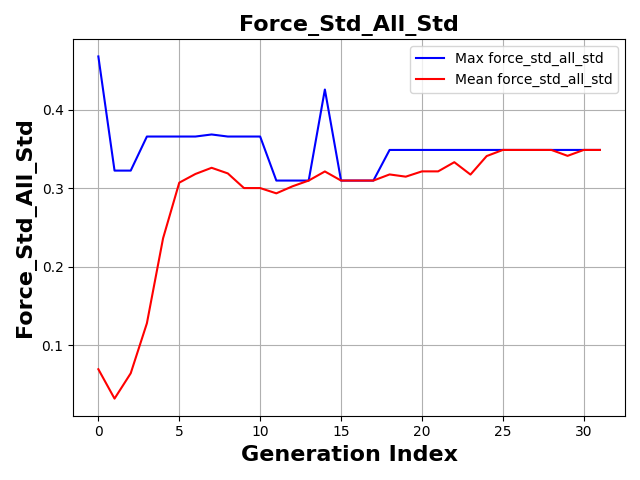 Force_Std_All_Std
Max force_std_all_std
Mean force_std_all_std
Force_Std_All_Std
0.4
0.3
0.2
0.1
0 5 10 15 20 25 30
Generation Index